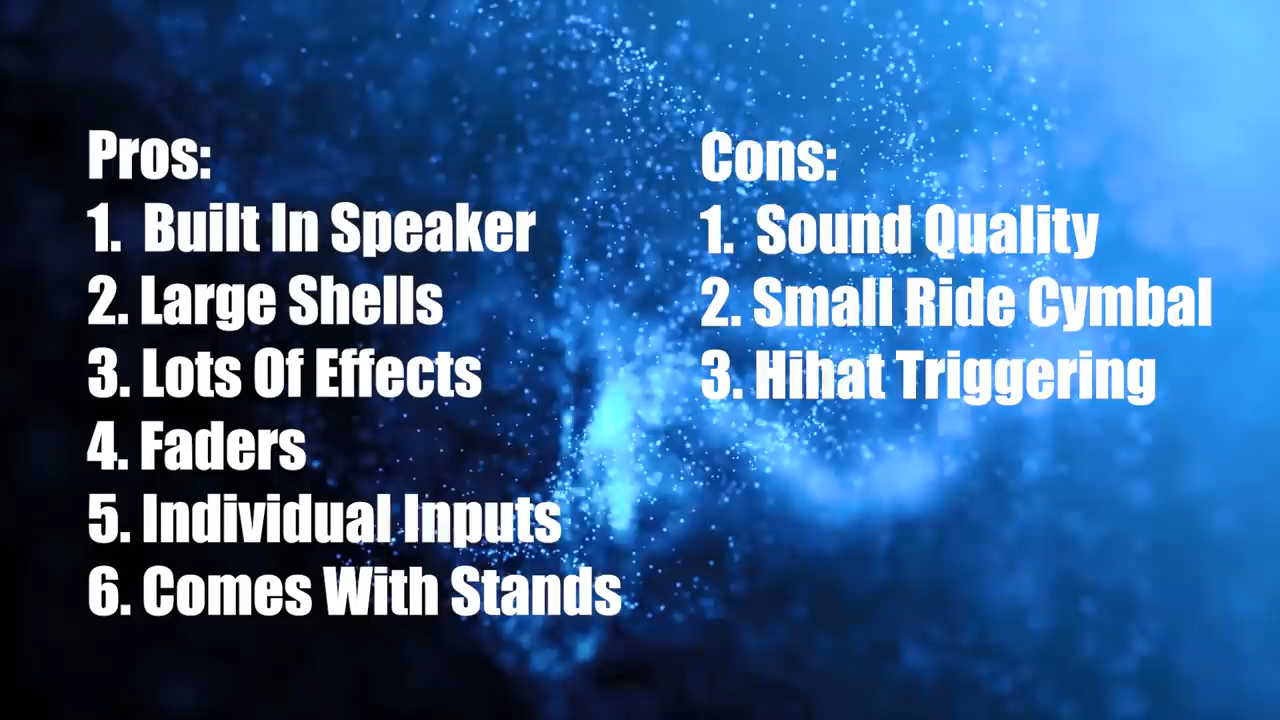 Pros:
1. Built In Speaker
2. Large Shells
3. Lots Of Effects
4. Faders
5. Individual Inputs
6. Comes With Stands
Cons:
1. Sound Quality
2. Small Ride Cymbal
3. Hihat Triggering